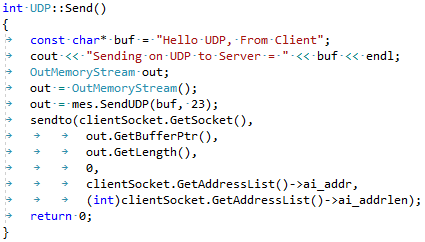 int UDP::Send()
{
const char* buf = "Hello UDP, From Client";
cout << "Sending on UDP to Server = " << buf << endl;
OutMemoryStream out;
out = OutMemoryStream();
out = mes.SendUDP(buf, 23);
sendto(clientSocket.GetSocket(),
out.GetBufferPtr(),
out.GetLength(),
0,
clientSocket.GetAddressList()->ai_addr,
(int)clientSocket.GetAddressList()->ai_addrlen);
return 0;
}